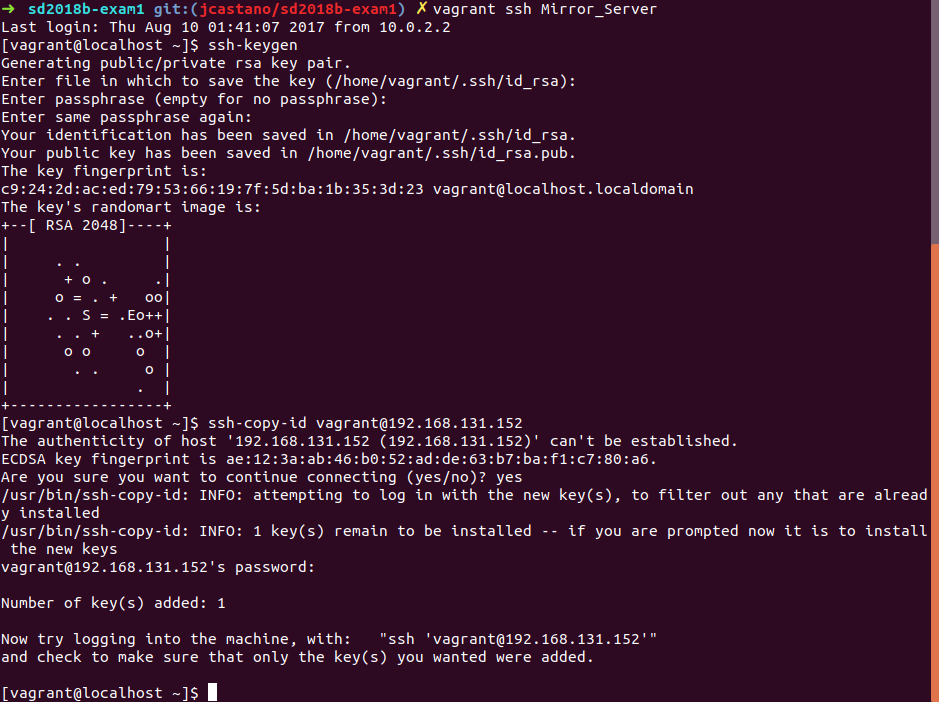 → sd2018b-exam1 git:(jcastano/sd2018b-exam1) ✗ vagrant ssh Mirror_Server
Last login: Thu Aug 10 01:41:07 2017 from 10.0.2.2
[vagrant@localhost ~]$ ssh-keygen
Generating public/private rsa key pair.
Enter file in which to save the key (/home/vagrant/.ssh/id_rsa):
Enter passphrase (empty for no passphrase):
Enter same passphrase again:
Your identification has been saved in /home/vagrant/.ssh/id_rsa.
Your public key has been saved in /home/vagrant/.ssh/id_rsa.pub.
The key fingerprint is:
c9:24:2d:ac:ed:79:53:66:19:7f:5d:ba:1b:35:3d:23 vagrant@localhost.localdomain
The key's randomart image is:
+--[ RSA 2048]----+
|                 |
|     . .         |
|      + o .     .|
|     o = . +   oo|
|    . . S = .Eo++|
|     . . +   ..o+|
|      o o     o  |
|       . .     o |
|              .  |
+-----------------+
[vagrant@localhost ~]$ ssh-copy-id vagrant@192.168.131.152
The authenticity of host '192.168.131.152 (192.168.131.152)' can't be established.
ECDSA key fingerprint is ae:12:3a:ab:46:b0:52:ad:de:63:b7:ba:f1:c7:80:a6.
Are you sure you want to continue connecting (yes/no)? yes
/usr/bin/ssh-copy-id: INFO: attempting to log in with the new key(s), to filter out any that are alread
y installed
/usr/bin/ssh-copy-id: INFO: 1 key(s) remain to be installed -- if you are prompted now it is to install
 the new keys
vagrant@192.168.131.152's password:

Number of key(s) added: 1

Now try logging into the machine, with:   "ssh 'vagrant@192.168.131.152'"
and check to make sure that only the key(s) you wanted were added.

[vagrant@localhost ~]$